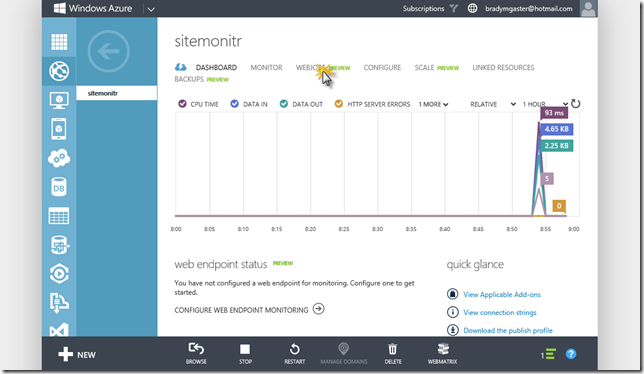 Windows Azure
Subscriptions bradymgaster@hotmail.com
sitemonitr
sitemonitr
DASHBOARD MONITOR WEBJOBS PREVIEW CONFIGURE SCALE PREVIEW LINKED RESOURCES
BACKUPS PREVIEW
CPU TIME DATA IN DATA OUT HTTP SERVER ERRORS 1 MORE RELATIVE 1 HOUR
93 ms
4.65 KB
2.25 KB
5
0
8:00 8:05 8:10 8:15 8:20 8:25 8:30 8:35 8:40 8:45 8:50 8:55 9:00
web endpoint status PREVIEW
You have not configured a web endpoint for monitoring. Configure one to get
started.
CONFIGURE WEB ENDPOINT MONITORING
quick glance
View Applicable Add-ons
View connection strings
Download the publish profile
DB
NEW
BROWSE STOP RESTART MANAGE DOMAINS DELETE WEBMATRIX
1 ?